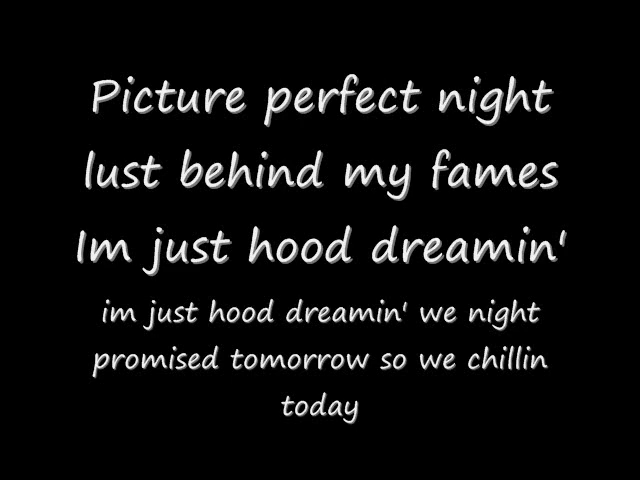 Picture perfect night
lust behind my fames
Im just hood dreamin'
im just hood dreamin' we night
promised tomorrow so we chillin
today